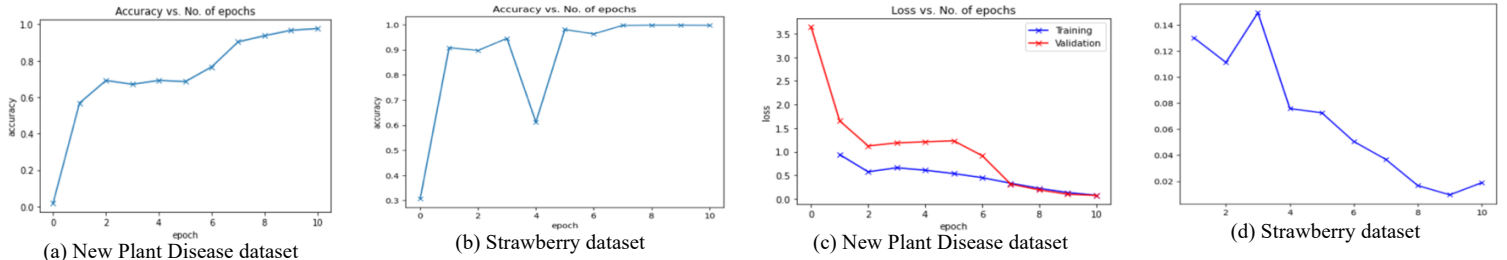 Accuracy vs. No. of epochs
1.0
0.8
0.6
0.4
0.2
0.0
accuracy
0 2 4 6 8 10
epoch
(a) New Plant Disease dataset
Accuracy vs. No. of epochs
1.0
0.9
0.8
0.7
0.6
0.5
0.4
0.3
accuracy
0 2 4 6 8 10
epoch
(b) Strawberry dataset
Loss vs. No. of epochs
Training
Validation
3.5
3.0
2.5
2.0
1.5
1.0
0.5
0.0
loss
0 2 4 6 8 10
epoch
(c) New Plant Disease dataset
0.14
0.12
0.10
0.08
0.06
0.04
0.02
2 4 6 8 10
(d) Strawberry dataset